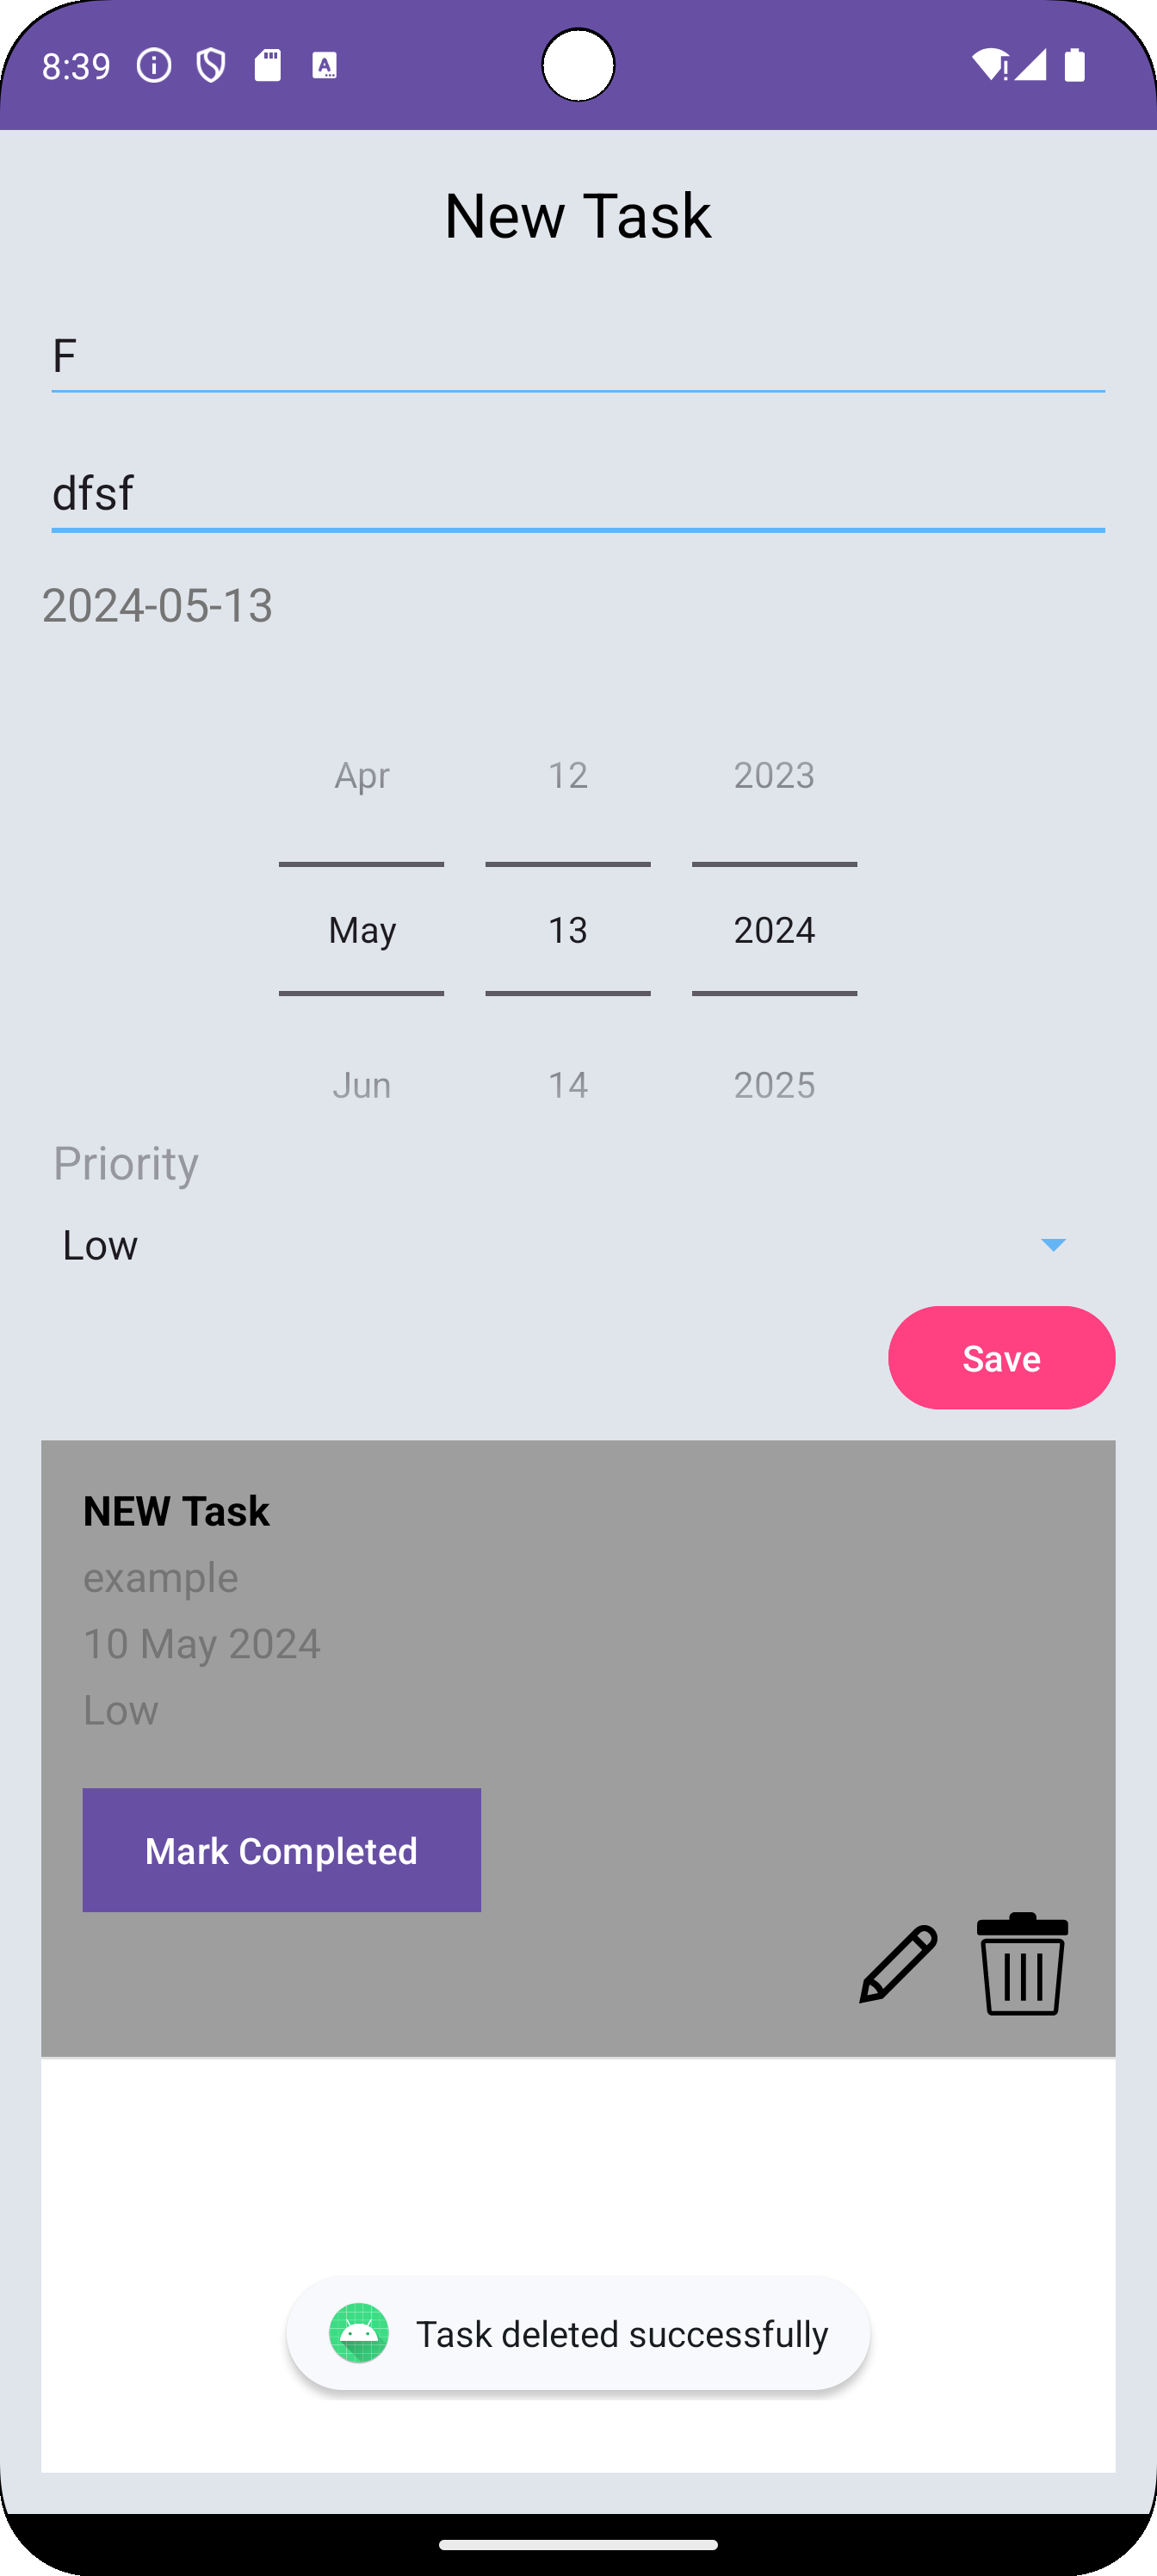 8:39
New Task
F
dfsf
2024-05-13
Apr 12 2023
May 13 2024
Jun 14 2025
Priority
Low
Save
NEW Task
example
10 May 2024
Low
Mark Completed
Task deleted successfully